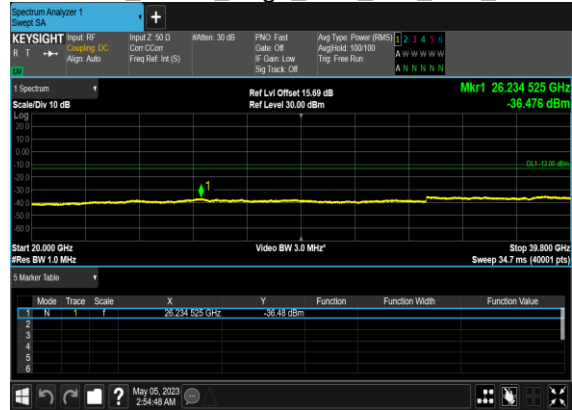 Spectrum Analyzer 1
Swept SA
+
KEYSIGHT Input: RF Input Z: 50 Ω #Atten: 30 dB PNO: Fast Avg Type: Power (RMS) 1 2 3 4 5 6
R T Coupling: DC Corr CCorr Gate: Off Avg|Hold: 100/100 A W W W W W
Align: Auto Freq Ref: Int (S) IF Gain: Low Trig: Free Run
Sig Track: Off A N N N N N
1 Spectrum Ref Lvl Offset 15.69 dB Mkr1 26.234 525 GHz
Scale/Div 10 dB Ref Level 30.00 dBm -36.476 dBm
Log
20.0
10.0
0.00
-10.0 DL1 -13.00 dBm
-20.0
-30.0 1
-40.0
-50.0
-60.0
Start 20.000 GHz Video BW 3.0 MHz* Stop 39.800 GHz
#Res BW 1.0 MHz Sweep 34.7 ms (40001 pts)
5 Marker Table
Mode Trace Scale X Y Function Function Width Function Value
1 N 1 f 26.234 525 GHz -36.48 dBm
2
3
4
5
6
? May 05, 2023
2:54:48 AM